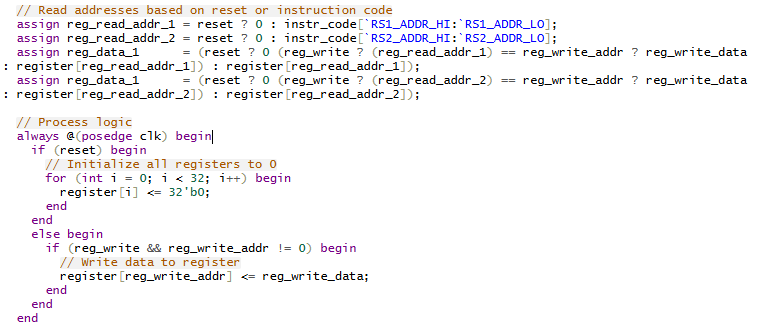 // Read addresses based on reset or instruction code
assign reg_read_addr_1 = reset ? 0 : instr_code[`RS1_ADDR_HI:`RS1_ADDR_LO];
assign reg_read_addr_2 = reset ? 0 : instr_code[`RS2_ADDR_HI:`RS2_ADDR_LO];
assign reg_data_1      = (reset ? 0 (reg_write ? (reg_read_addr_1) == reg_write_addr ? reg_write_data
: register[reg_read_addr_1]) : register[reg_read_addr_1]);
assign reg_data_1      = (reset ? 0 (reg_write ? (reg_read_addr_2) == reg_write_addr ? reg_write_data
: register[reg_read_addr_2]) : register[reg_read_addr_2]);
// Process logic
always @(posedge clk) begin
if (reset) begin
// Initialize all registers to 0
for (int i = 0; i < 32; i++) begin
register[i] <= 32'b0;
end
end
else begin
if (reg_write && reg_write_addr != 0) begin
// Write data to register
register[reg_write_addr] <= reg_write_data;
end
end
end